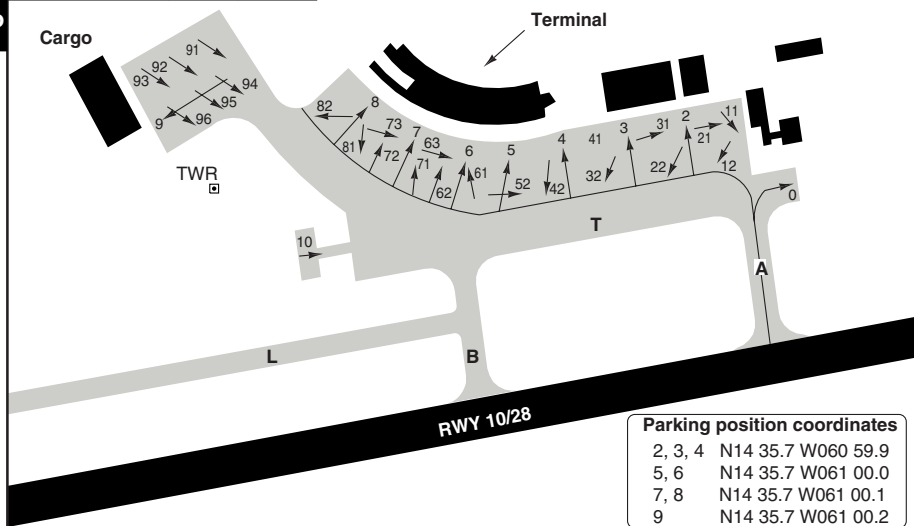 Cargo
Terminal
91
92
93
94
95
96
9
82
8
81
73
72
7
71
63
62
6
61
5
52
4
42
41
3
32
31
2
22
21
11
12
0
TWR
10
T
A
L
B
RWY 10/28
Parking position coordinates
2, 3, 4 N14 35.7 W060 59.9
5, 6 N14 35.7 W061 00.0
7, 8 N14 35.7 W061 00.1
9 N14 35.7 W061 00.2